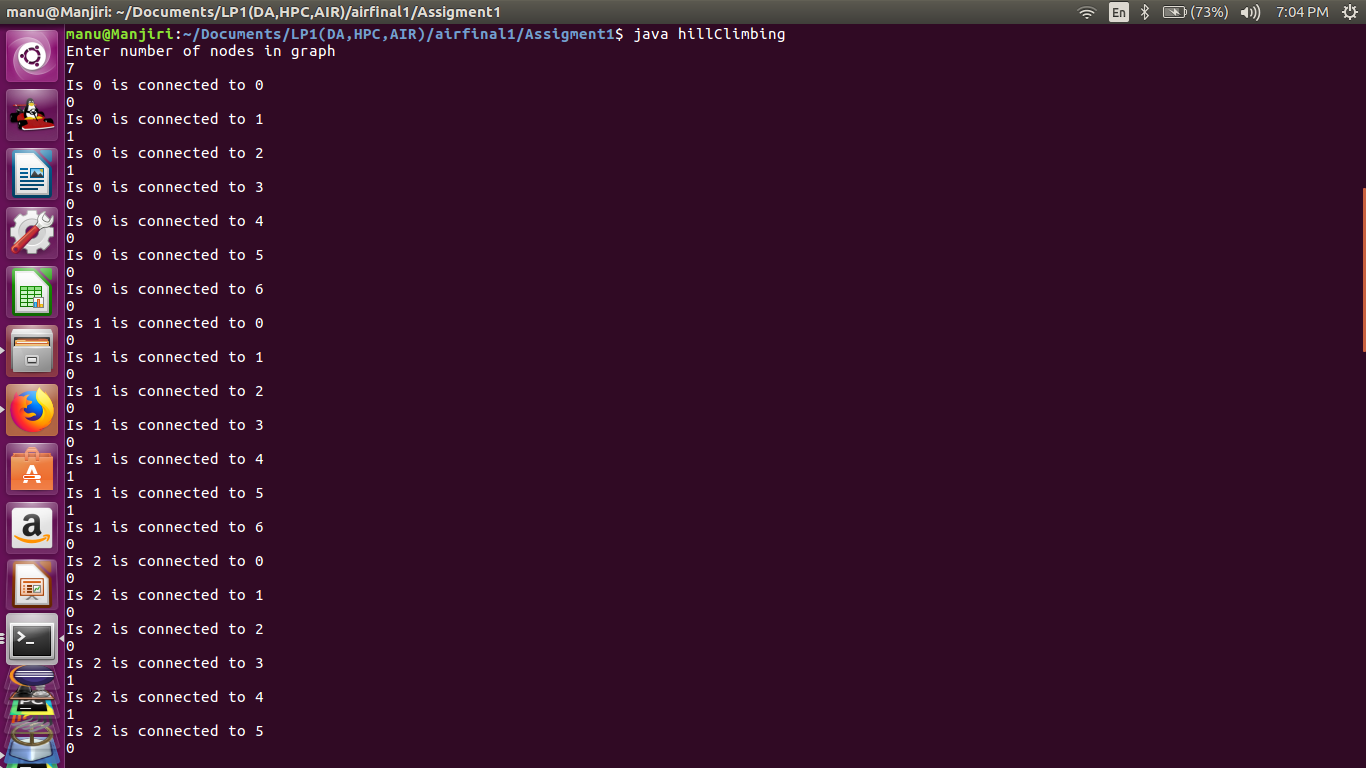 manu@Manjiri: ~/Documents/LP1(DA,HPC,AIR)/airfinal1/Assigment1
En
(73%)
7:04 PM
manu@Manjiri:~/Documents/LP1(DA,HPC,AIR)/airfinal1/Assigment1$ java hillClimbing
Enter number of nodes in graph
7
Is 0 is connected to 0
0
Is 0 is connected to 1
1
Is 0 is connected to 2
1
Is 0 is connected to 3
0
Is 0 is connected to 4
0
Is 0 is connected to 5
0
Is 0 is connected to 6
0
Is 1 is connected to 0
0
Is 1 is connected to 1
0
Is 1 is connected to 2
0
Is 1 is connected to 3
0
Is 1 is connected to 4
1
Is 1 is connected to 5
1
Is 1 is connected to 6
0
Is 2 is connected to 0
0
Is 2 is connected to 1
0
Is 2 is connected to 2
0
Is 2 is connected to 3
1
Is 2 is connected to 4
1
Is 2 is connected to 5
0